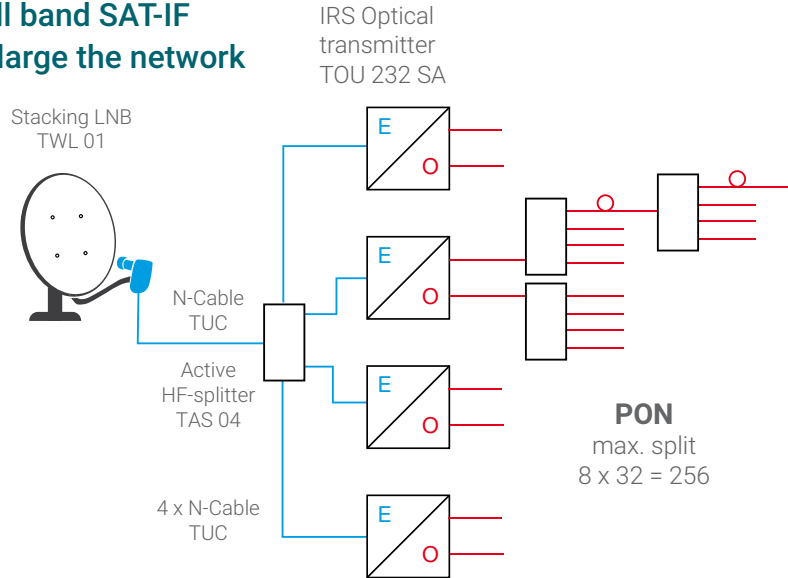 ll band SAT-IF
large the network
IRS Optical
transmitter
TOU 232 SA
Stacking LNB
TWL 01
E
O
E
O
N-Cable
TUC
Active
HF-splitter
TAS 04
E
O
PON
max. split
8 x 32 = 256
4 x N-Cable
TUC
E
O